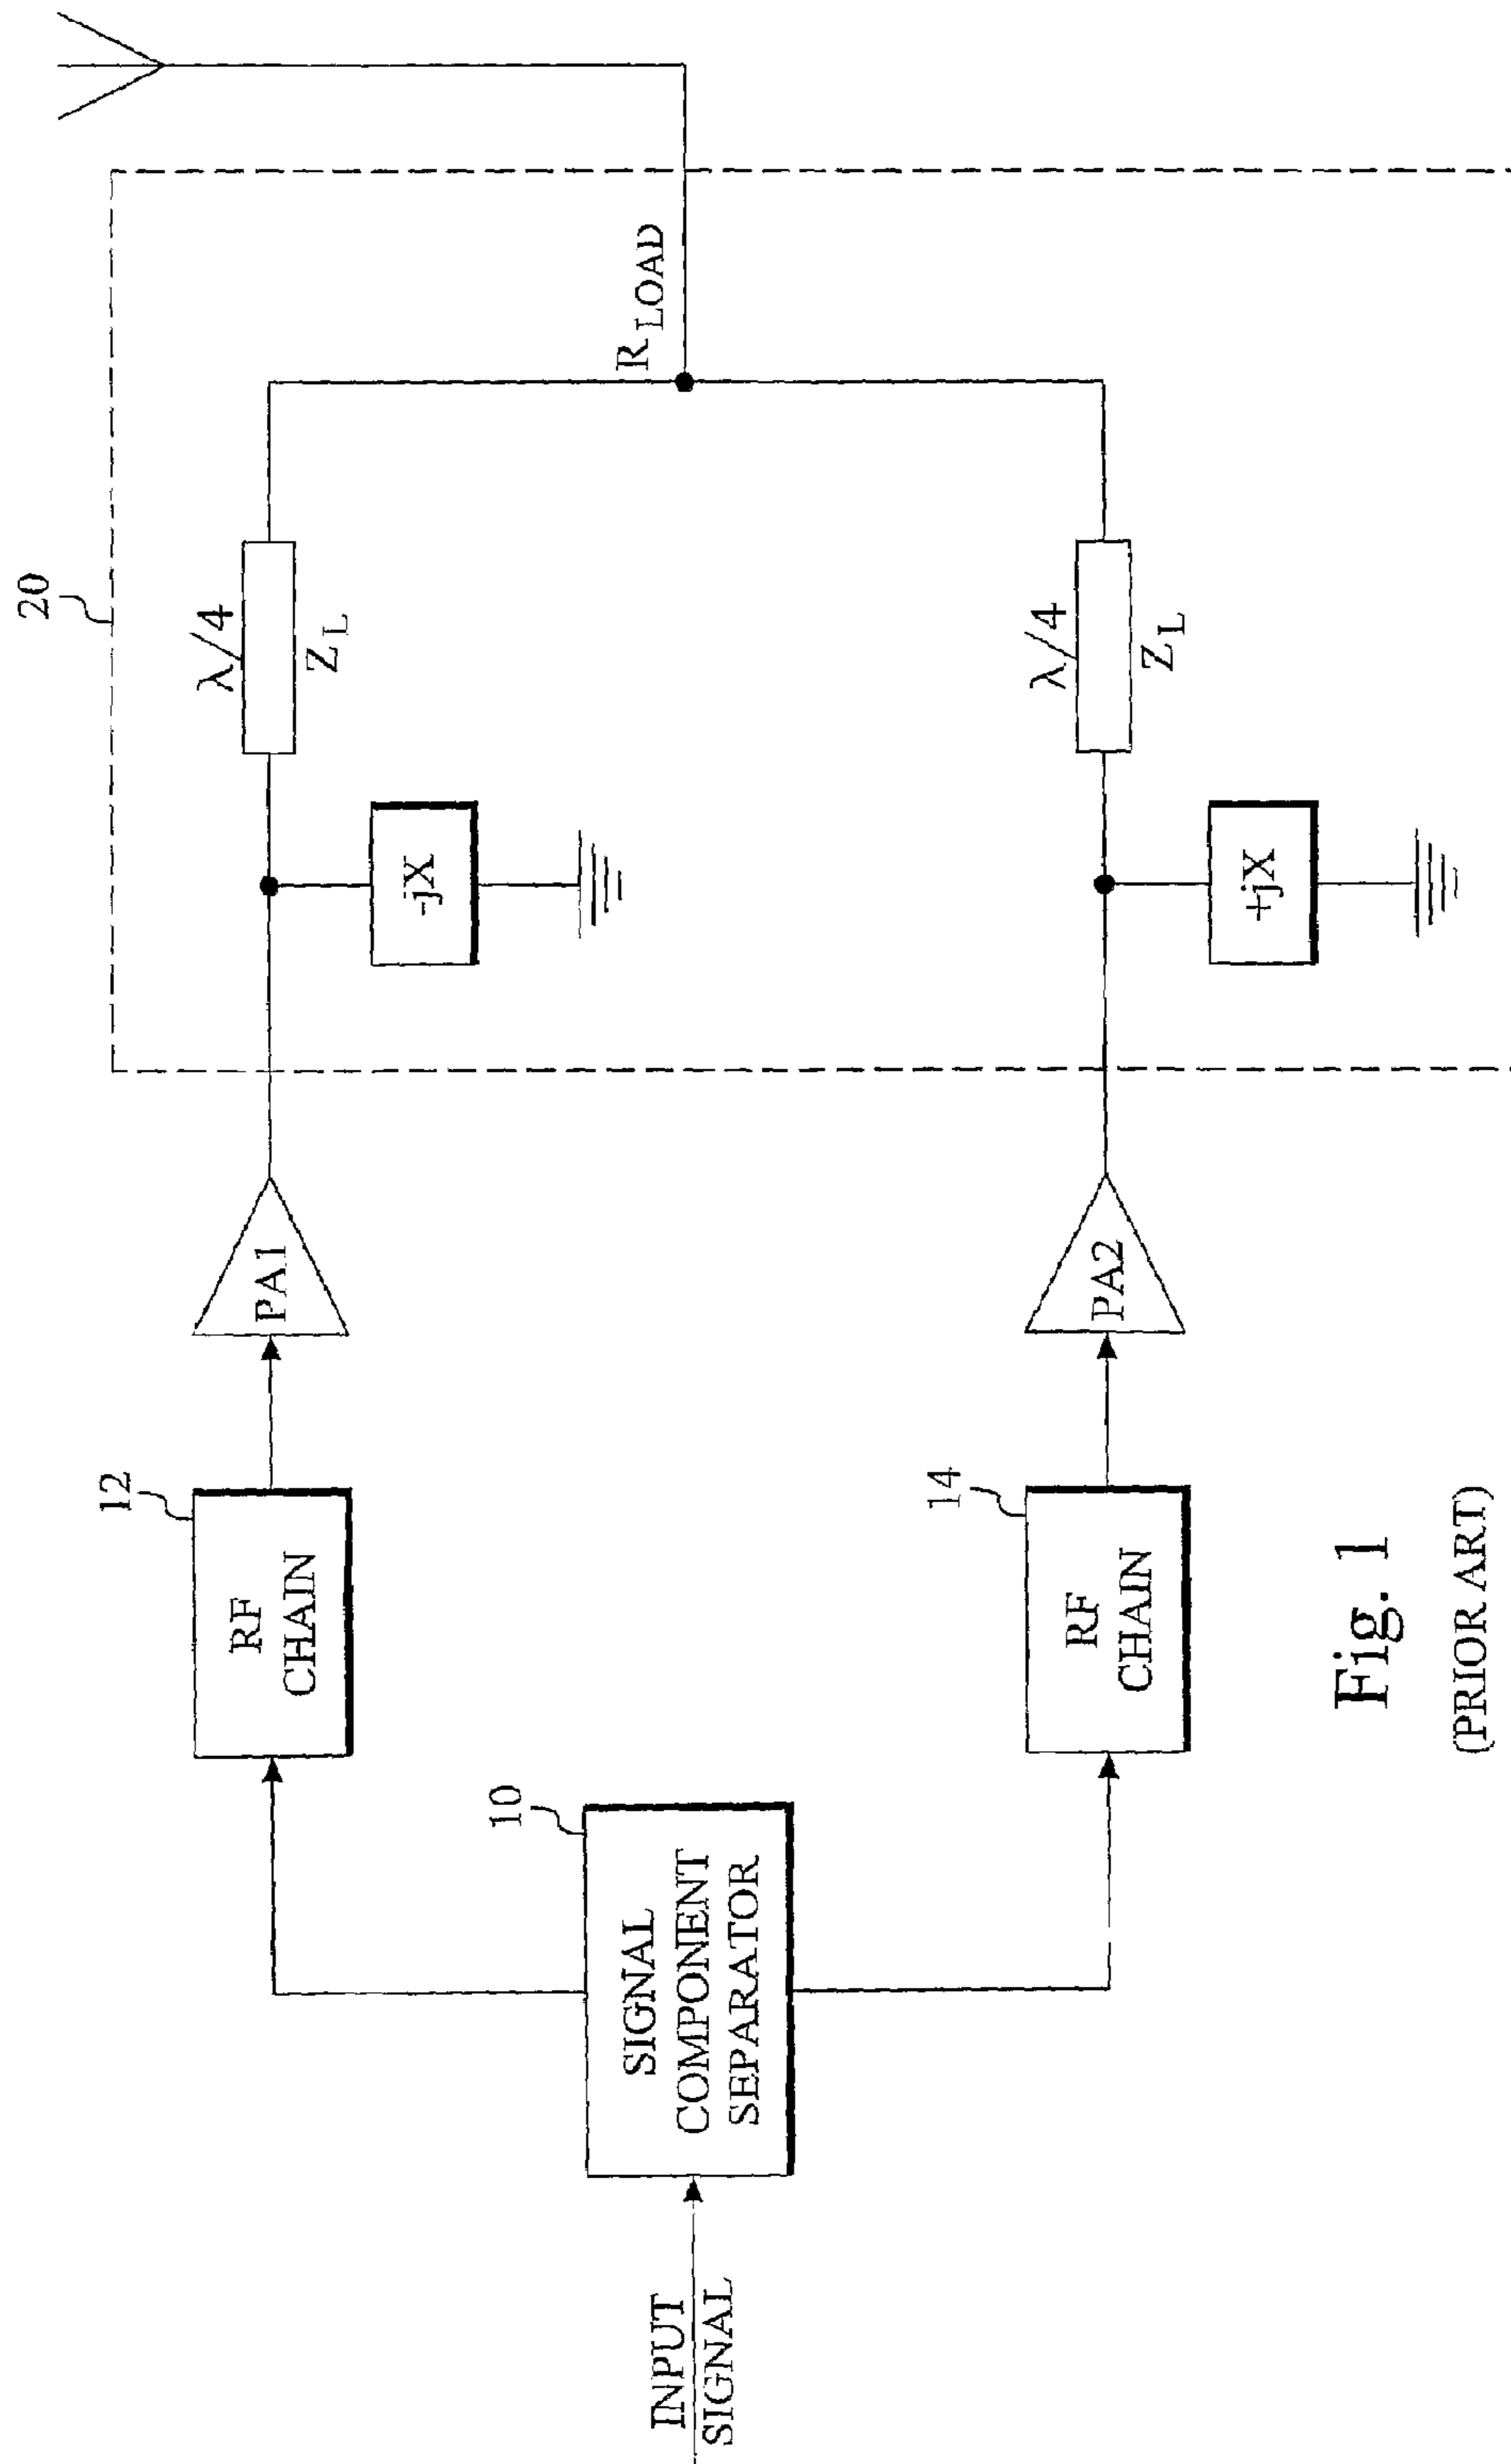 20
λ/4
Z_L
-jX
R_LOAD
λ/4
Z_L
+jX
PA1
PA2
12
RF
CHAIN
14
RF
CHAIN
10
SIGNAL
COMPONENT
SEPARATOR
INPUT
SIGNAL
Fig. 1
(PRIOR ART)